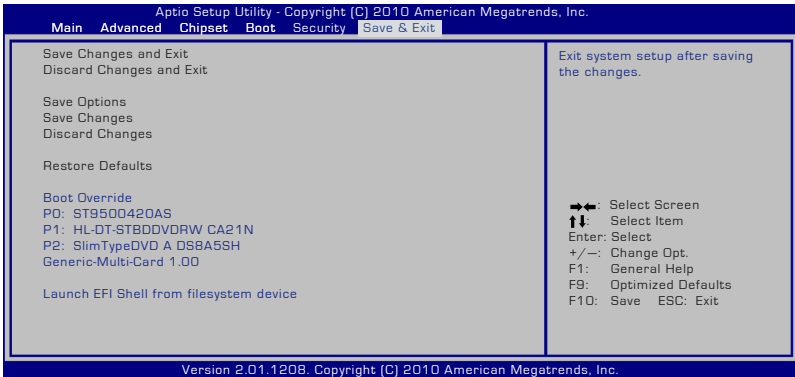 Aptio Setup Utility - Copyright (C) 2010 American Megatrends, Inc.
Main Advanced Chipset Boot Security Save & Exit
Save Changes and Exit
Discard Changes and Exit
Save Options
Save Changes
Discard Changes
Restore Defaults
Boot Override
P0: ST9500420AS
P1: HL-DT-STBDDVDRW CA21N
P2: SlimTypeDVD A DS8A5SH
Generic-Multi-Card 1.00
Launch EFI Shell from filesystem device
Exit system setup after saving
the changes.
→←: Select Screen
↑↓: Select Item
Enter: Select
+/—: Change Opt.
F1: General Help
F9: Optimized Defaults
F10: Save ESC: Exit
Version 2.01.1208. Copyright (C) 2010 American Megatrends, Inc.